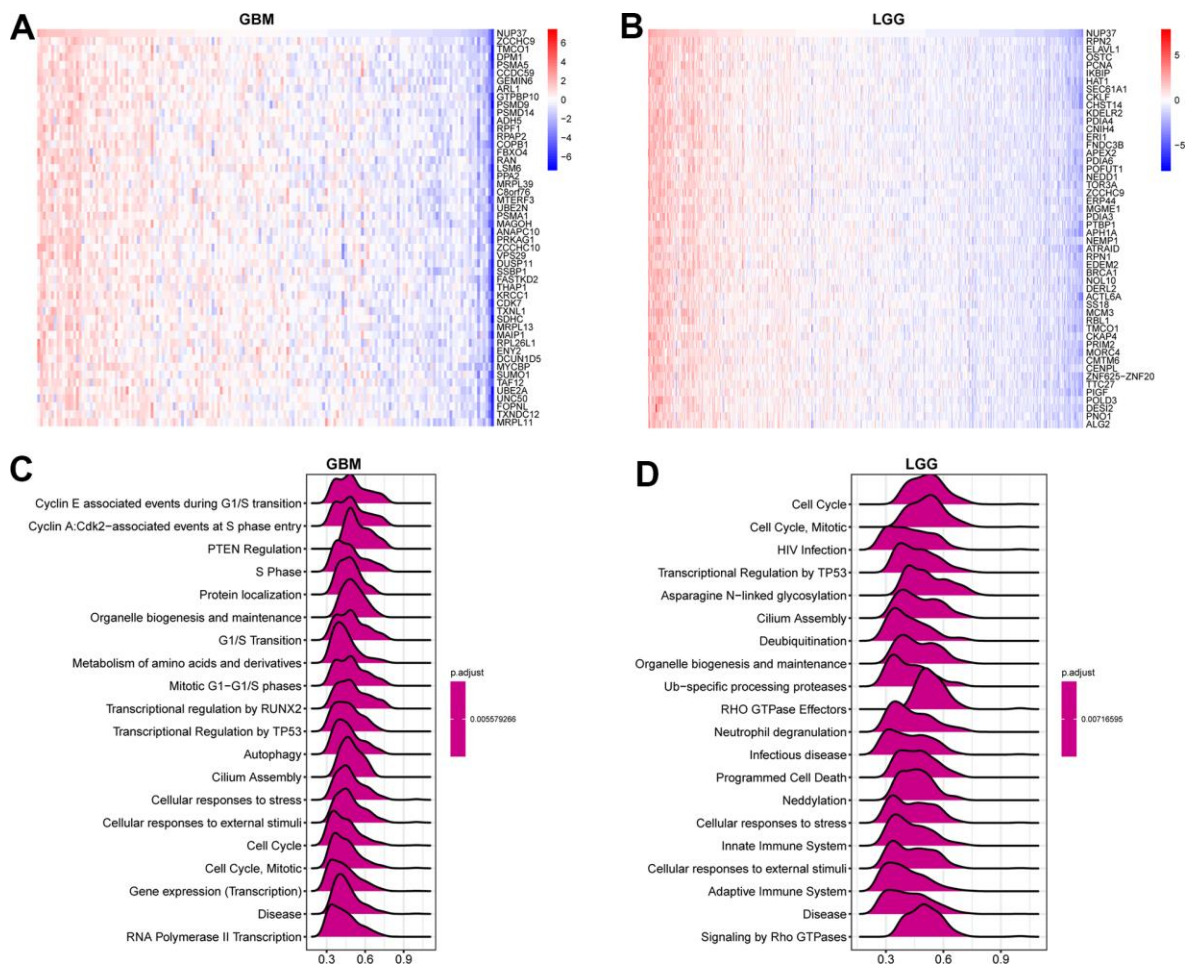 A
GBM
NUP37
ZCCHC9
TMCO1
DPM1
PSMA5
CCDC59
GEMIN6
ARL1
GTPBP10
PSMD9
PSMD14
ADH5
RPF1
RPAP2
COPB1
FBXO4
RAN
LSM6
PPA2
MRPL39
C8orf76
MTERF3
UBE2N
PSMA1
MAGOH
ANAPC10
PRKAG1
ZCCHC10
VPS29
DUSP11
SSBP1
FASTKD2
THAP1
KRCC1
CDK7
TXNL1
SDHC
MRPL13
MAIP1
RPL26L1
ENY2
DCUN1D5
MYCBP
SUMO1
TAF12
UBE2A
UNC50
FOPNL
TXNDC12
MRPL11
6
4
2
0
−2
−4
−6
B
LGG
NUP37
RPN2
ELAVL1
OSTC
PCNA
IKBIP
HAT1
SEC61A1
CKLF
CHST14
KDELR2
PDIA4
CNIH4
ERI1
FNDC3B
APEX2
PDIA6
POFUT1
NEDD1
TOR3A
ZCCHC9
ERP44
MGME1
PDIA3
PTBP1
APH1A
NEMP1
ATRAID
RPN1
EDEM2
BRCA1
NOL10
DERL2
ACTL6A
SS18
MCM3
RBL1
TMCO1
CKAP4
PRIM2
MORC4
CMTM6
CENPL
ZNF625−ZNF20
TTC27
PIGF
POLD3
DESI2
PNO1
ALG2
5
0
−5
C
GBM
Cyclin E associated events during G1/S transition
Cyclin A:Cdk2−associated events at S phase entry
PTEN Regulation
S Phase
Protein localization
Organelle biogenesis and maintenance
G1/S Transition
Metabolism of amino acids and derivatives
Mitotic G1−G1/S phases
Transcriptional regulation by RUNX2
Transcriptional Regulation by TP53
Autophagy
Cilium Assembly
Cellular responses to stress
Cellular responses to external stimuli
Cell Cycle
Cell Cycle, Mitotic
Gene expression (Transcription)
Disease
RNA Polymerase II Transcription
0.3 0.6 0.9
p.adjust
0.005579266
D
LGG
Cell Cycle
Cell Cycle, Mitotic
HIV Infection
Transcriptional Regulation by TP53
Asparagine N−linked glycosylation
Cilium Assembly
Deubiquitination
Organelle biogenesis and maintenance
Ub−specific processing proteases
RHO GTPase Effectors
Neutrophil degranulation
Infectious disease
Programmed Cell Death
Neddylation
Cellular responses to stress
Innate Immune System
Cellular responses to external stimuli
Adaptive Immune System
Disease
Signaling by Rho GTPases
0.3 0.6 0.9
p.adjust
0.00716595